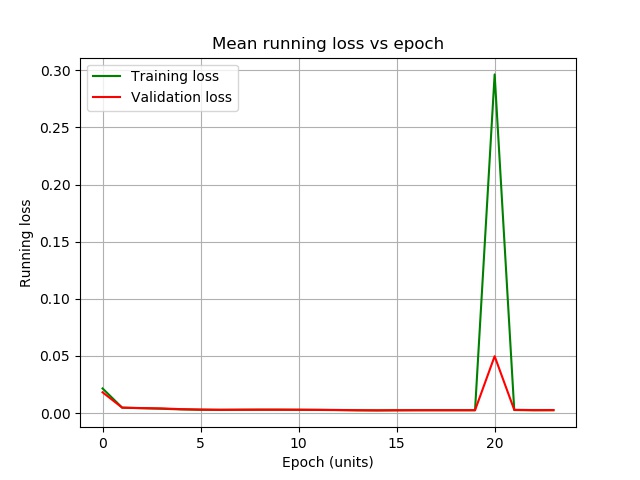 Mean running loss vs epoch
Training loss
Validation loss
0.30
0.25
0.20
0.15
0.10
0.05
0.00
Running loss
0 5 10 15 20
Epoch (units)